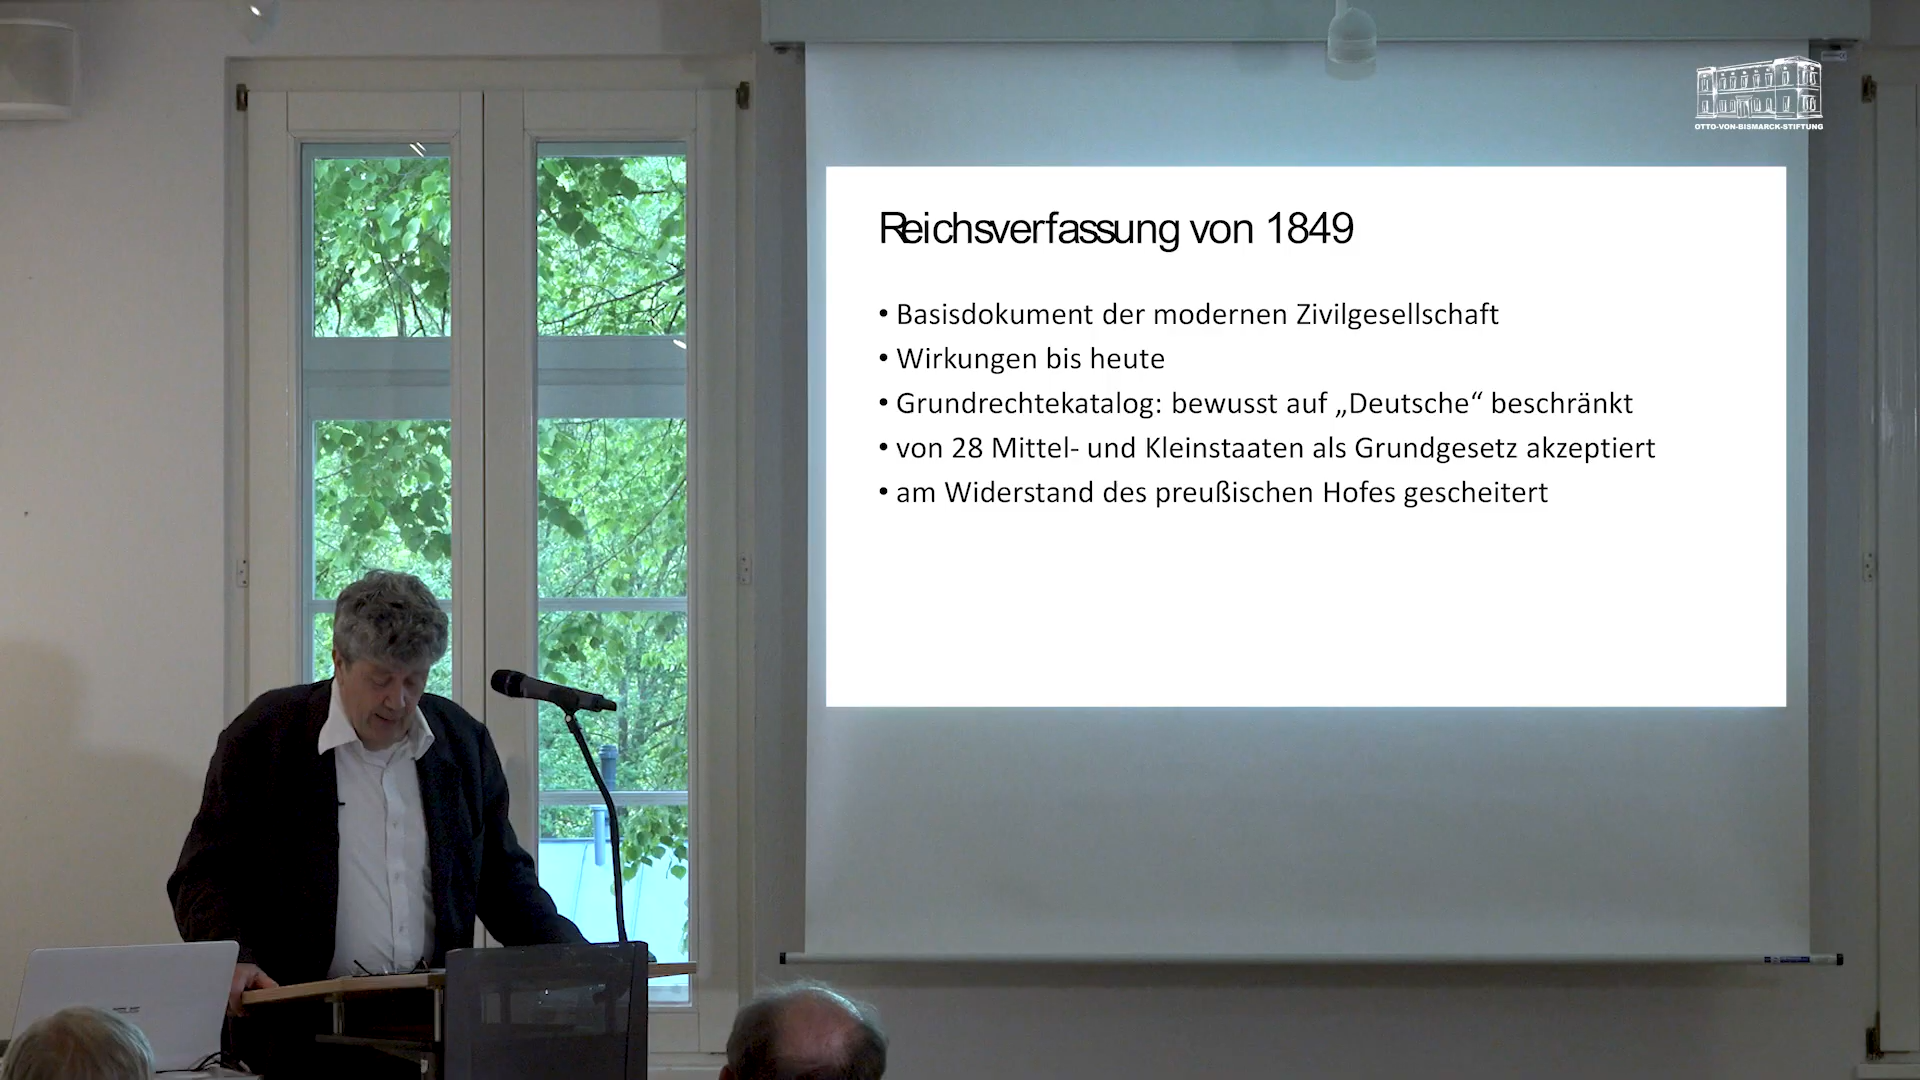 OTTO-VON-BISMARCK-STIFTUNG
Reichsverfassung von 1849
• Basisdokument der modernen Zivilgesellschaft
• Wirkungen bis heute
• Grundrechtekatalog: bewusst auf „Deutsche“ beschränkt
• von 28 Mittel- und Kleinstaaten als Grundgesetz akzeptiert
• am Widerstand des preußischen Hofes gescheitert